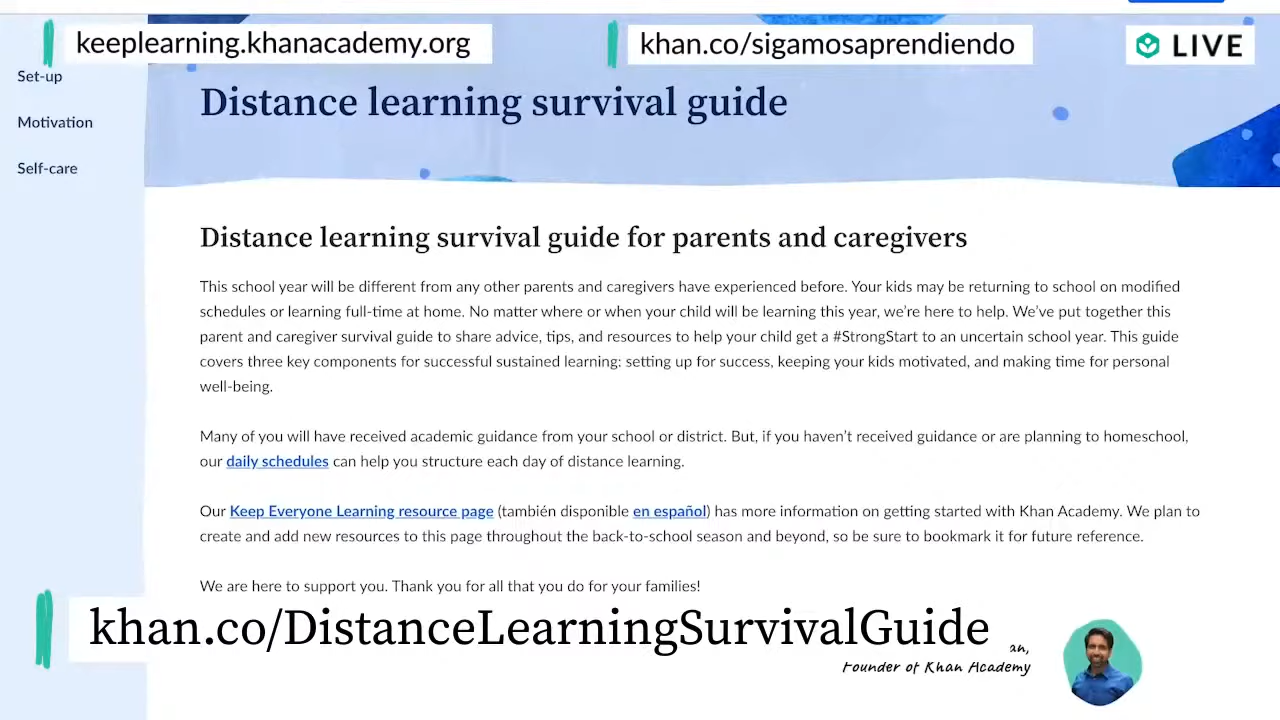 keeplearning.khanacademy.org
khan.co/sigamosaprendiendo
LIVE
Set-up
Motivation
Self-care
Distance learning survival guide
Distance learning survival guide for parents and caregivers
This school year will be different from any other parents and caregivers have experienced before. Your kids may be returning to school on modified
schedules or learning full-time at home. No matter where or when your child will be learning this year, we're here to help. We've put together this
parent and caregiver survival guide to share advice, tips, and resources to help your child get a #StrongStart to an uncertain school year. This guide
covers three key components for successful sustained learning: setting up for success, keeping your kids motivated, and making time for personal
well-being.
Many of you will have received academic guidance from your school or district. But, if you haven't received guidance or are planning to homeschool,
our daily schedules can help you structure each day of distance learning.
Our Keep Everyone Learning resource page (también disponible en español) has more information on getting started with Khan Academy. We plan to
create and add new resources to this page throughout the back-to-school season and beyond, so be sure to bookmark it for future reference.
We are here to support you. Thank you for all that you do for your families!
khan.co/DistanceLearningSurvivalGuide
an,
Founder of Khan Academy